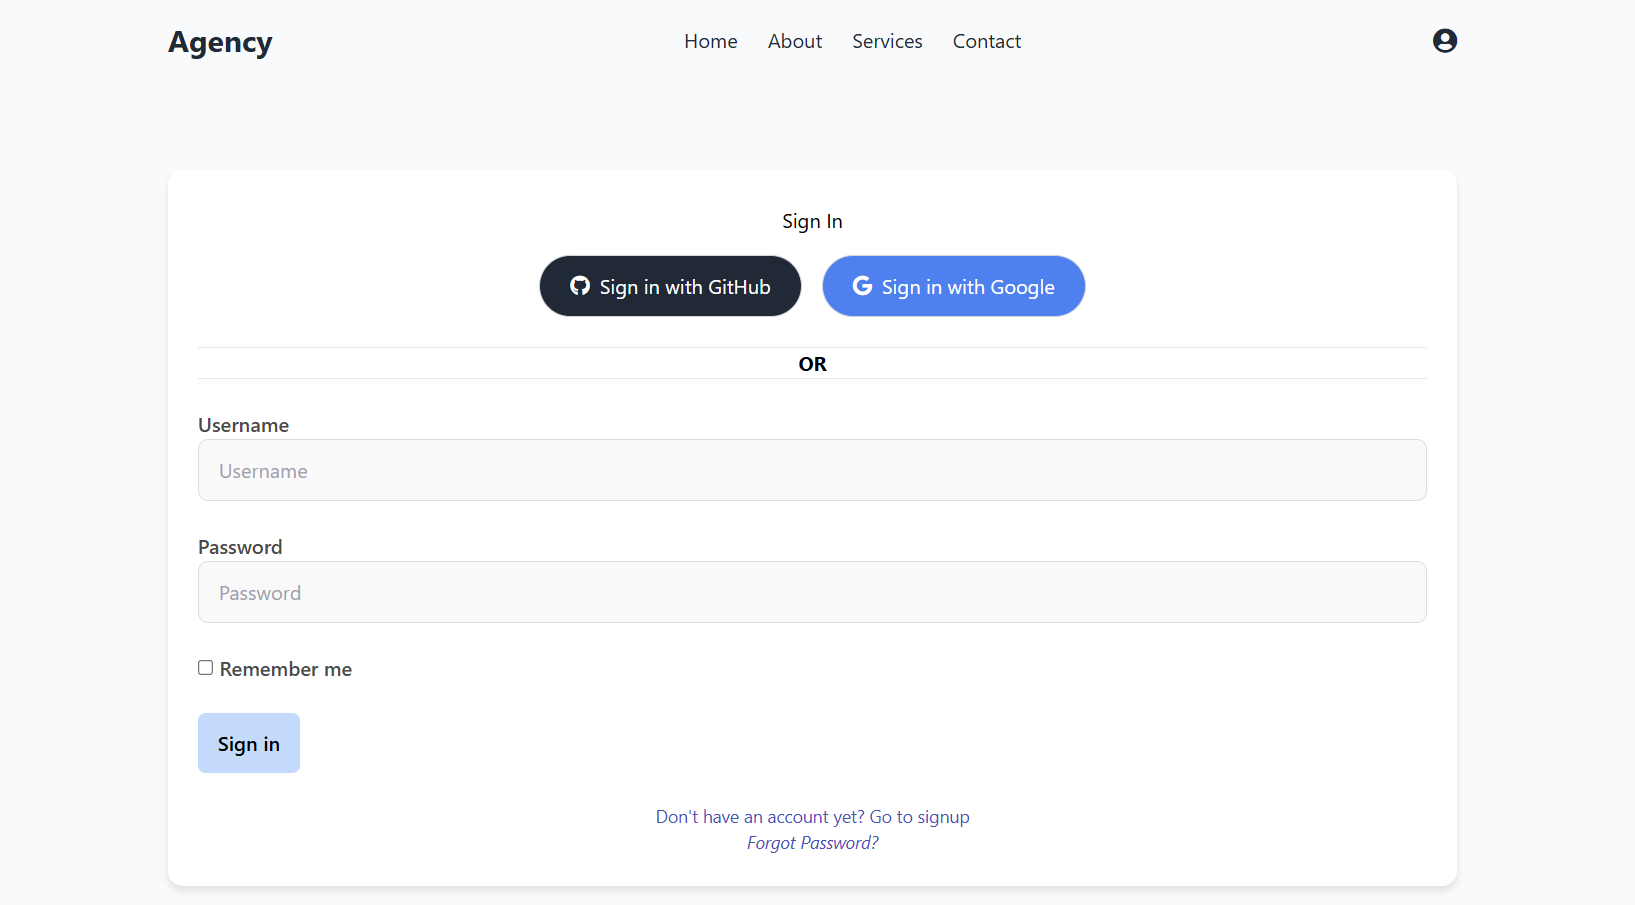 Agency Home About Services Contact
Sign In
Sign in with GitHub Sign in with Google
OR
Username
Username
Password
Password
Remember me
Sign in
Don't have an account yet? Go to signup
Forgot Password?